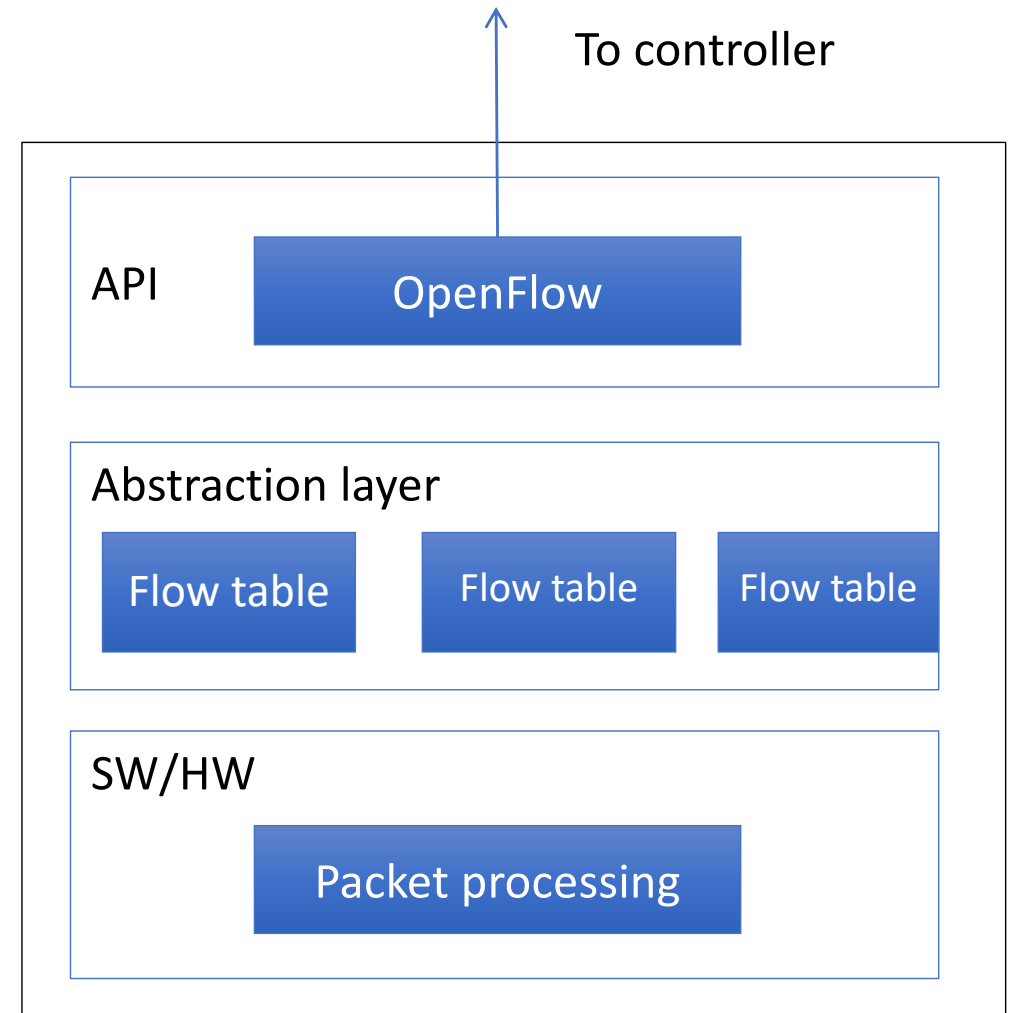 To controller
API
OpenFlow
Abstraction layer
Flow table
Flow table
Flow table
SW/HW
Packet processing